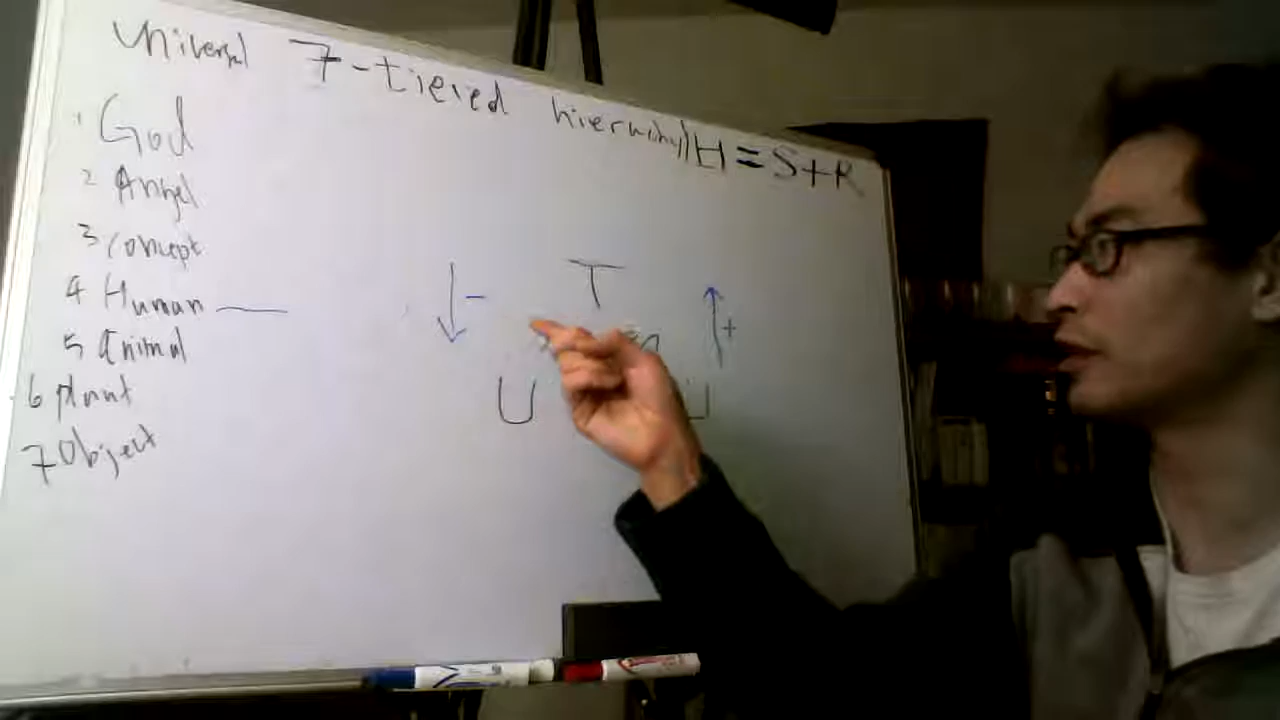 Universal 7-tiered hierarchy H = S+R
1 God
2 Angel
3 concept
4 Human —
5 Animal
6 plant
7 Object
↓ - T ↑ +
U U